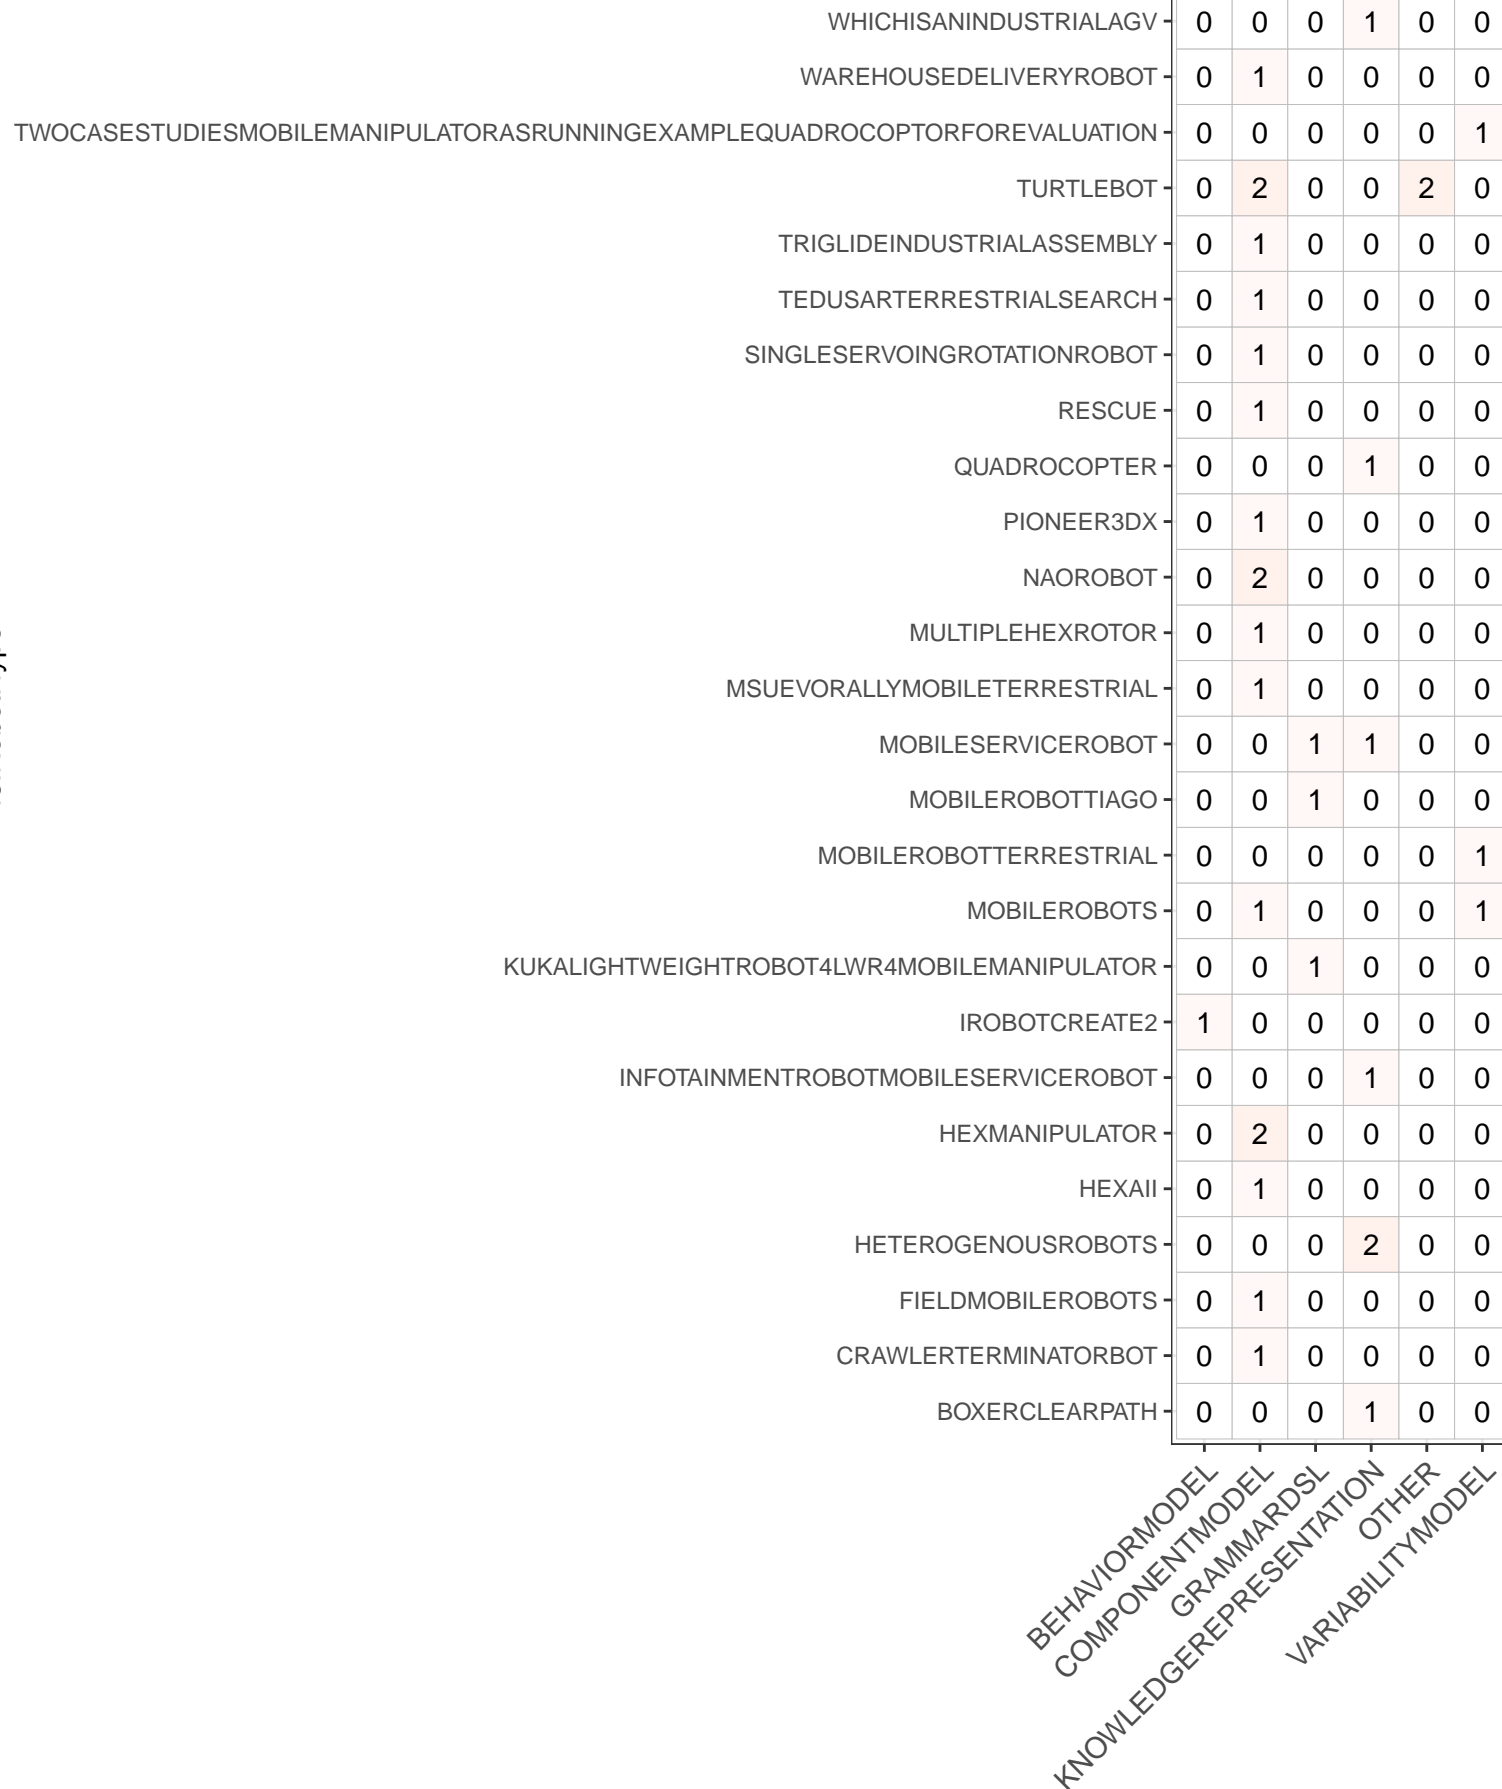 WHICHISANINDUSTRIALAGV 0 0 0 1 0 0
WAREHOUSEDELIVERYROBOT 0 1 0 0 0 0
TWOCASESTUDIESMOBILEMANIPULATORASRUNNINGEXAMPLEQUADROCOPTORFOREVALUATION 0 0 0 0 0 1
TURTLEBOT 0 2 0 0 2 0
TRIGLIDEINDUSTRIALASSEMBLY 0 1 0 0 0 0
TEDUSARTERRESTRIALSEARCH 0 1 0 0 0 0
SINGLESERVOINGROTATIONROBOT 0 1 0 0 0 0
RESCUE 0 1 0 0 0 0
QUADROCOPTER 0 0 0 1 0 0
PIONEER3DX 0 1 0 0 0 0
NAOROBOT 0 2 0 0 0 0
MULTIPLEHEXROTOR 0 1 0 0 0 0
MSUEVORALLYMOBILETERRESTRIAL 0 1 0 0 0 0
MOBILESERVICEROBOT 0 0 1 1 0 0
MOBILEROBOTTIAGO 0 0 1 0 0 0
MOBILEROBOTTERRESTRIAL 0 0 0 0 0 1
MOBILEROBOTS 0 1 0 0 0 1
KUKALIGHTWEIGHTROBOT4LWR4MOBILEMANIPULATOR 0 0 1 0 0 0
IROBOTCREATE2 1 0 0 0 0 0
INFOTAINMENTROBOTMOBILESERVICEROBOT 0 0 0 1 0 0
HEXMANIPULATOR 0 2 0 0 0 0
HEXAII 0 1 0 0 0 0
HETEROGENOUSROBOTS 0 0 0 2 0 0
FIELDMOBILEROBOTS 0 1 0 0 0 0
CRAWLERTERMINATORBOT 0 1 0 0 0 0
BOXERCLEARPATH 0 0 0 1 0 0
BEHAVIORMODEL
COMPONENTMODEL
GRAMMARDSL
KNOWLEDGEREPRESENTATION
OTHER
VARIABILITYMODEL